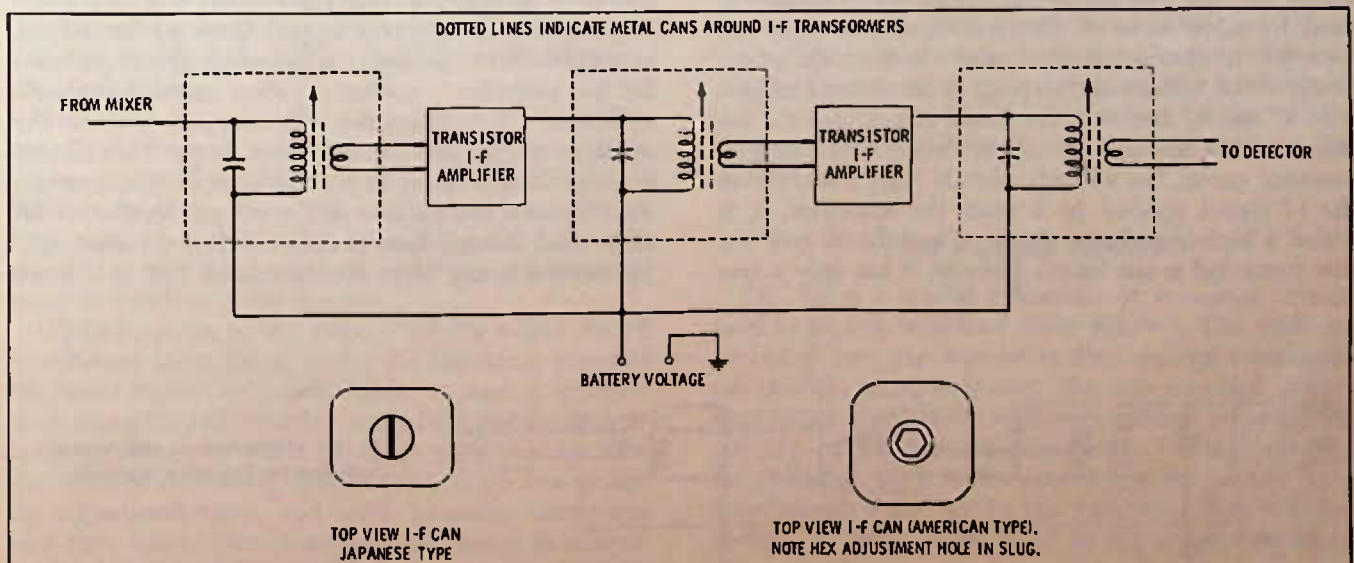 DOTTED LINES INDICATE METAL CANS AROUND I-F TRANSFORMERS
FROM MIXER
TRANSISTOR
I-F
AMPLIFIER
TRANSISTOR
I-F
AMPLIFIER
TO DETECTOR
BATTERY VOLTAGE
TOP VIEW I-F CAN
JAPANESE TYPE
TOP VIEW I-F CAN (AMERICAN TYPE).
NOTE HEX ADJUSTMENT HOLE IN SLUG.